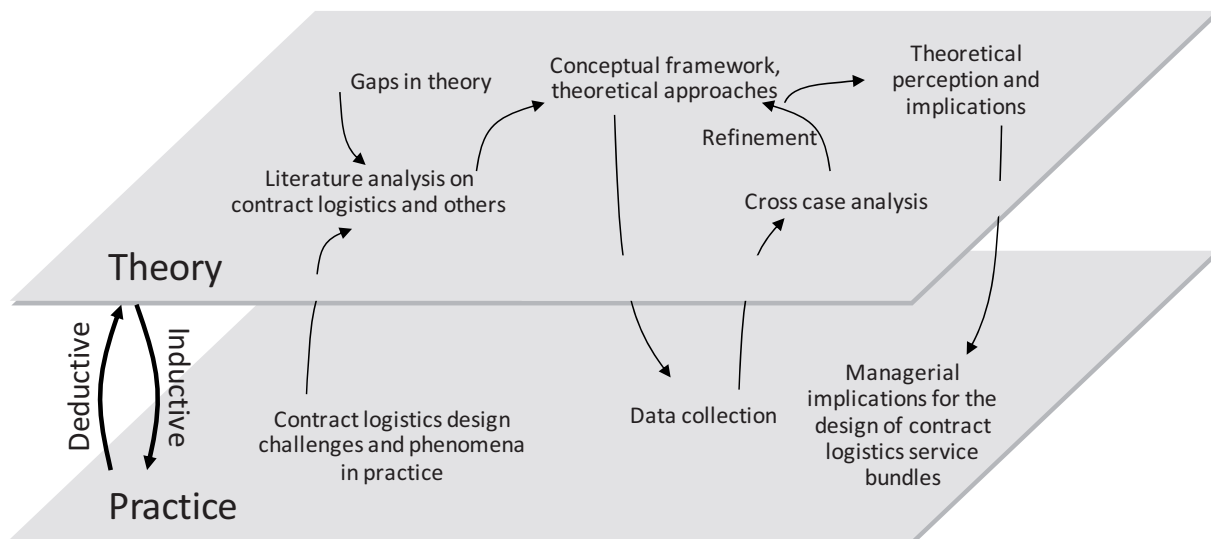 Gaps in theory
Conceptual framework,
theoretical approaches
Theoretical
perception and
implications
Refinement
Literature analysis on
contract logistics and others
Cross case analysis
Theory
Deductive
Inductive
Contract logistics design
challenges and phenomena
in practice
Data collection
Managerial
implications for the
design of contract
logistics service
bundles
Practice